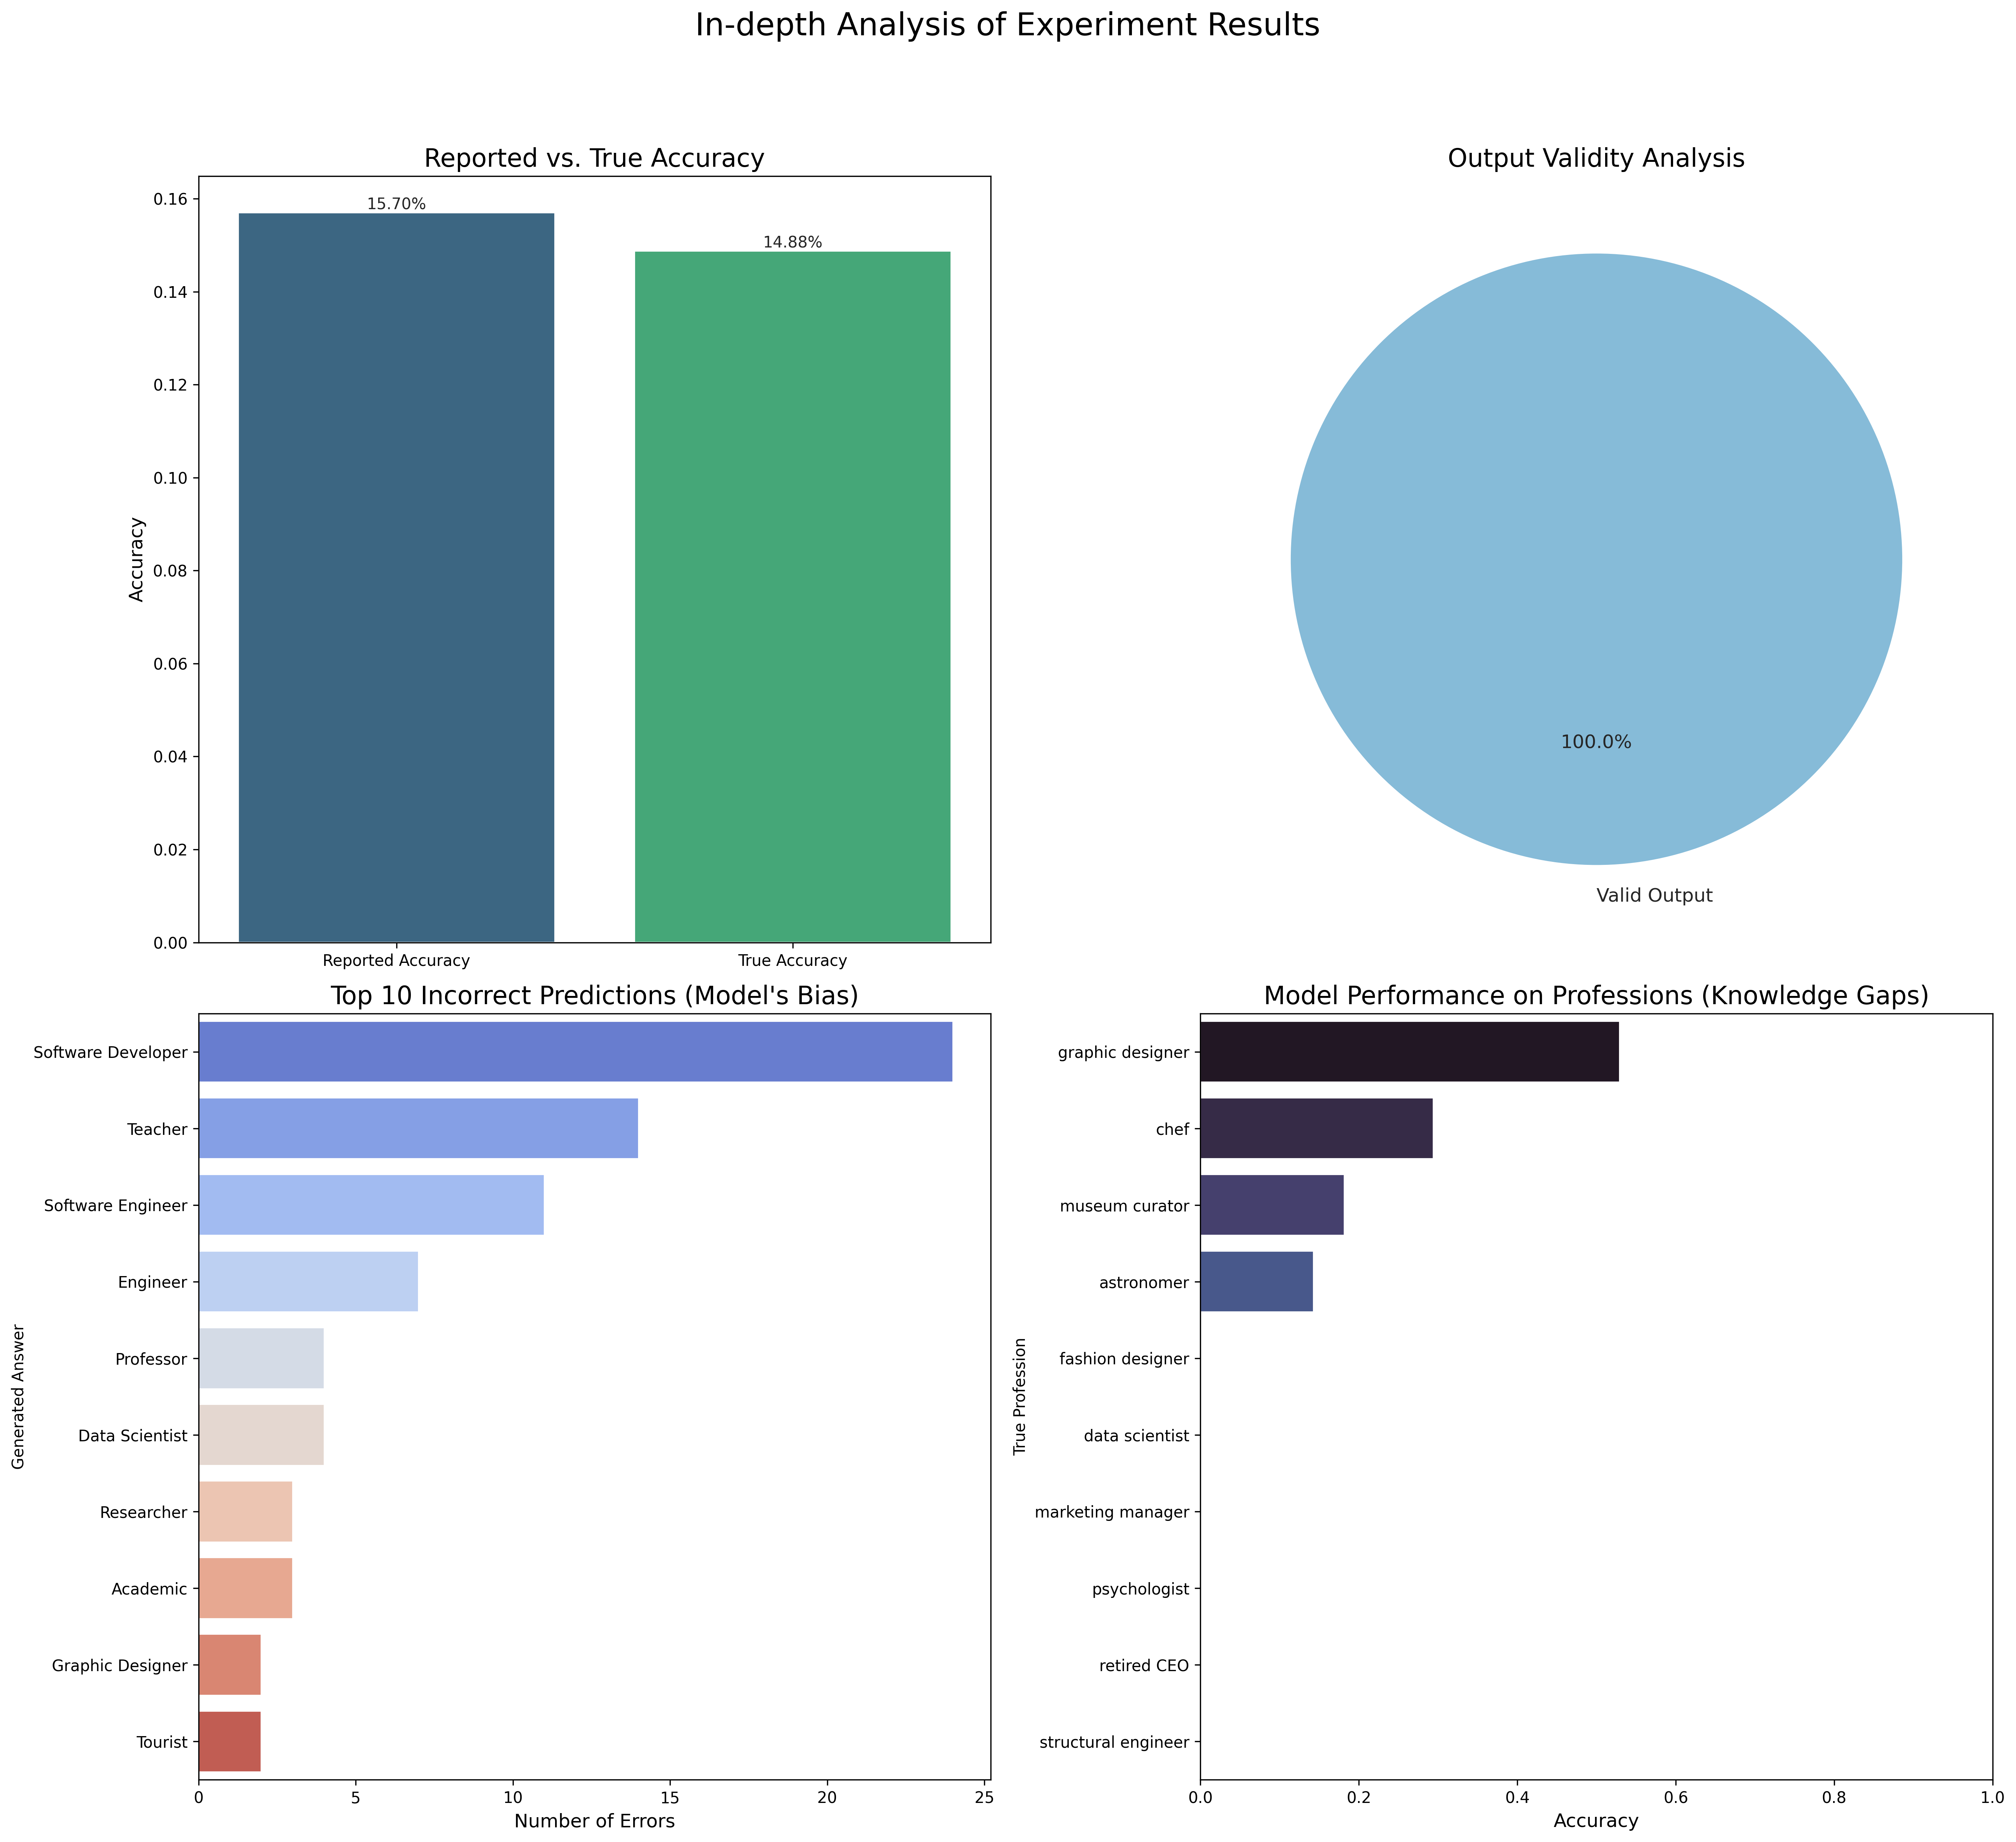 In-depth Analysis of Experiment Results
Reported vs. True Accuracy
Accuracy
0.16
0.14
0.12
0.10
0.08
0.06
0.04
0.02
0.00
15.70%
14.88%
Reported Accuracy
True Accuracy
Output Validity Analysis
100.0%
Valid Output
Top 10 Incorrect Predictions (Model's Bias)
Generated Answer
Software Developer
Teacher
Software Engineer
Engineer
Professor
Data Scientist
Researcher
Academic
Graphic Designer
Tourist
0
5
10
15
20
25
Number of Errors
Model Performance on Professions (Knowledge Gaps)
True Profession
graphic designer
chef
museum curator
astronomer
fashion designer
data scientist
marketing manager
psychologist
retired CEO
structural engineer
0.0
0.2
0.4
0.6
0.8
1.0
Accuracy